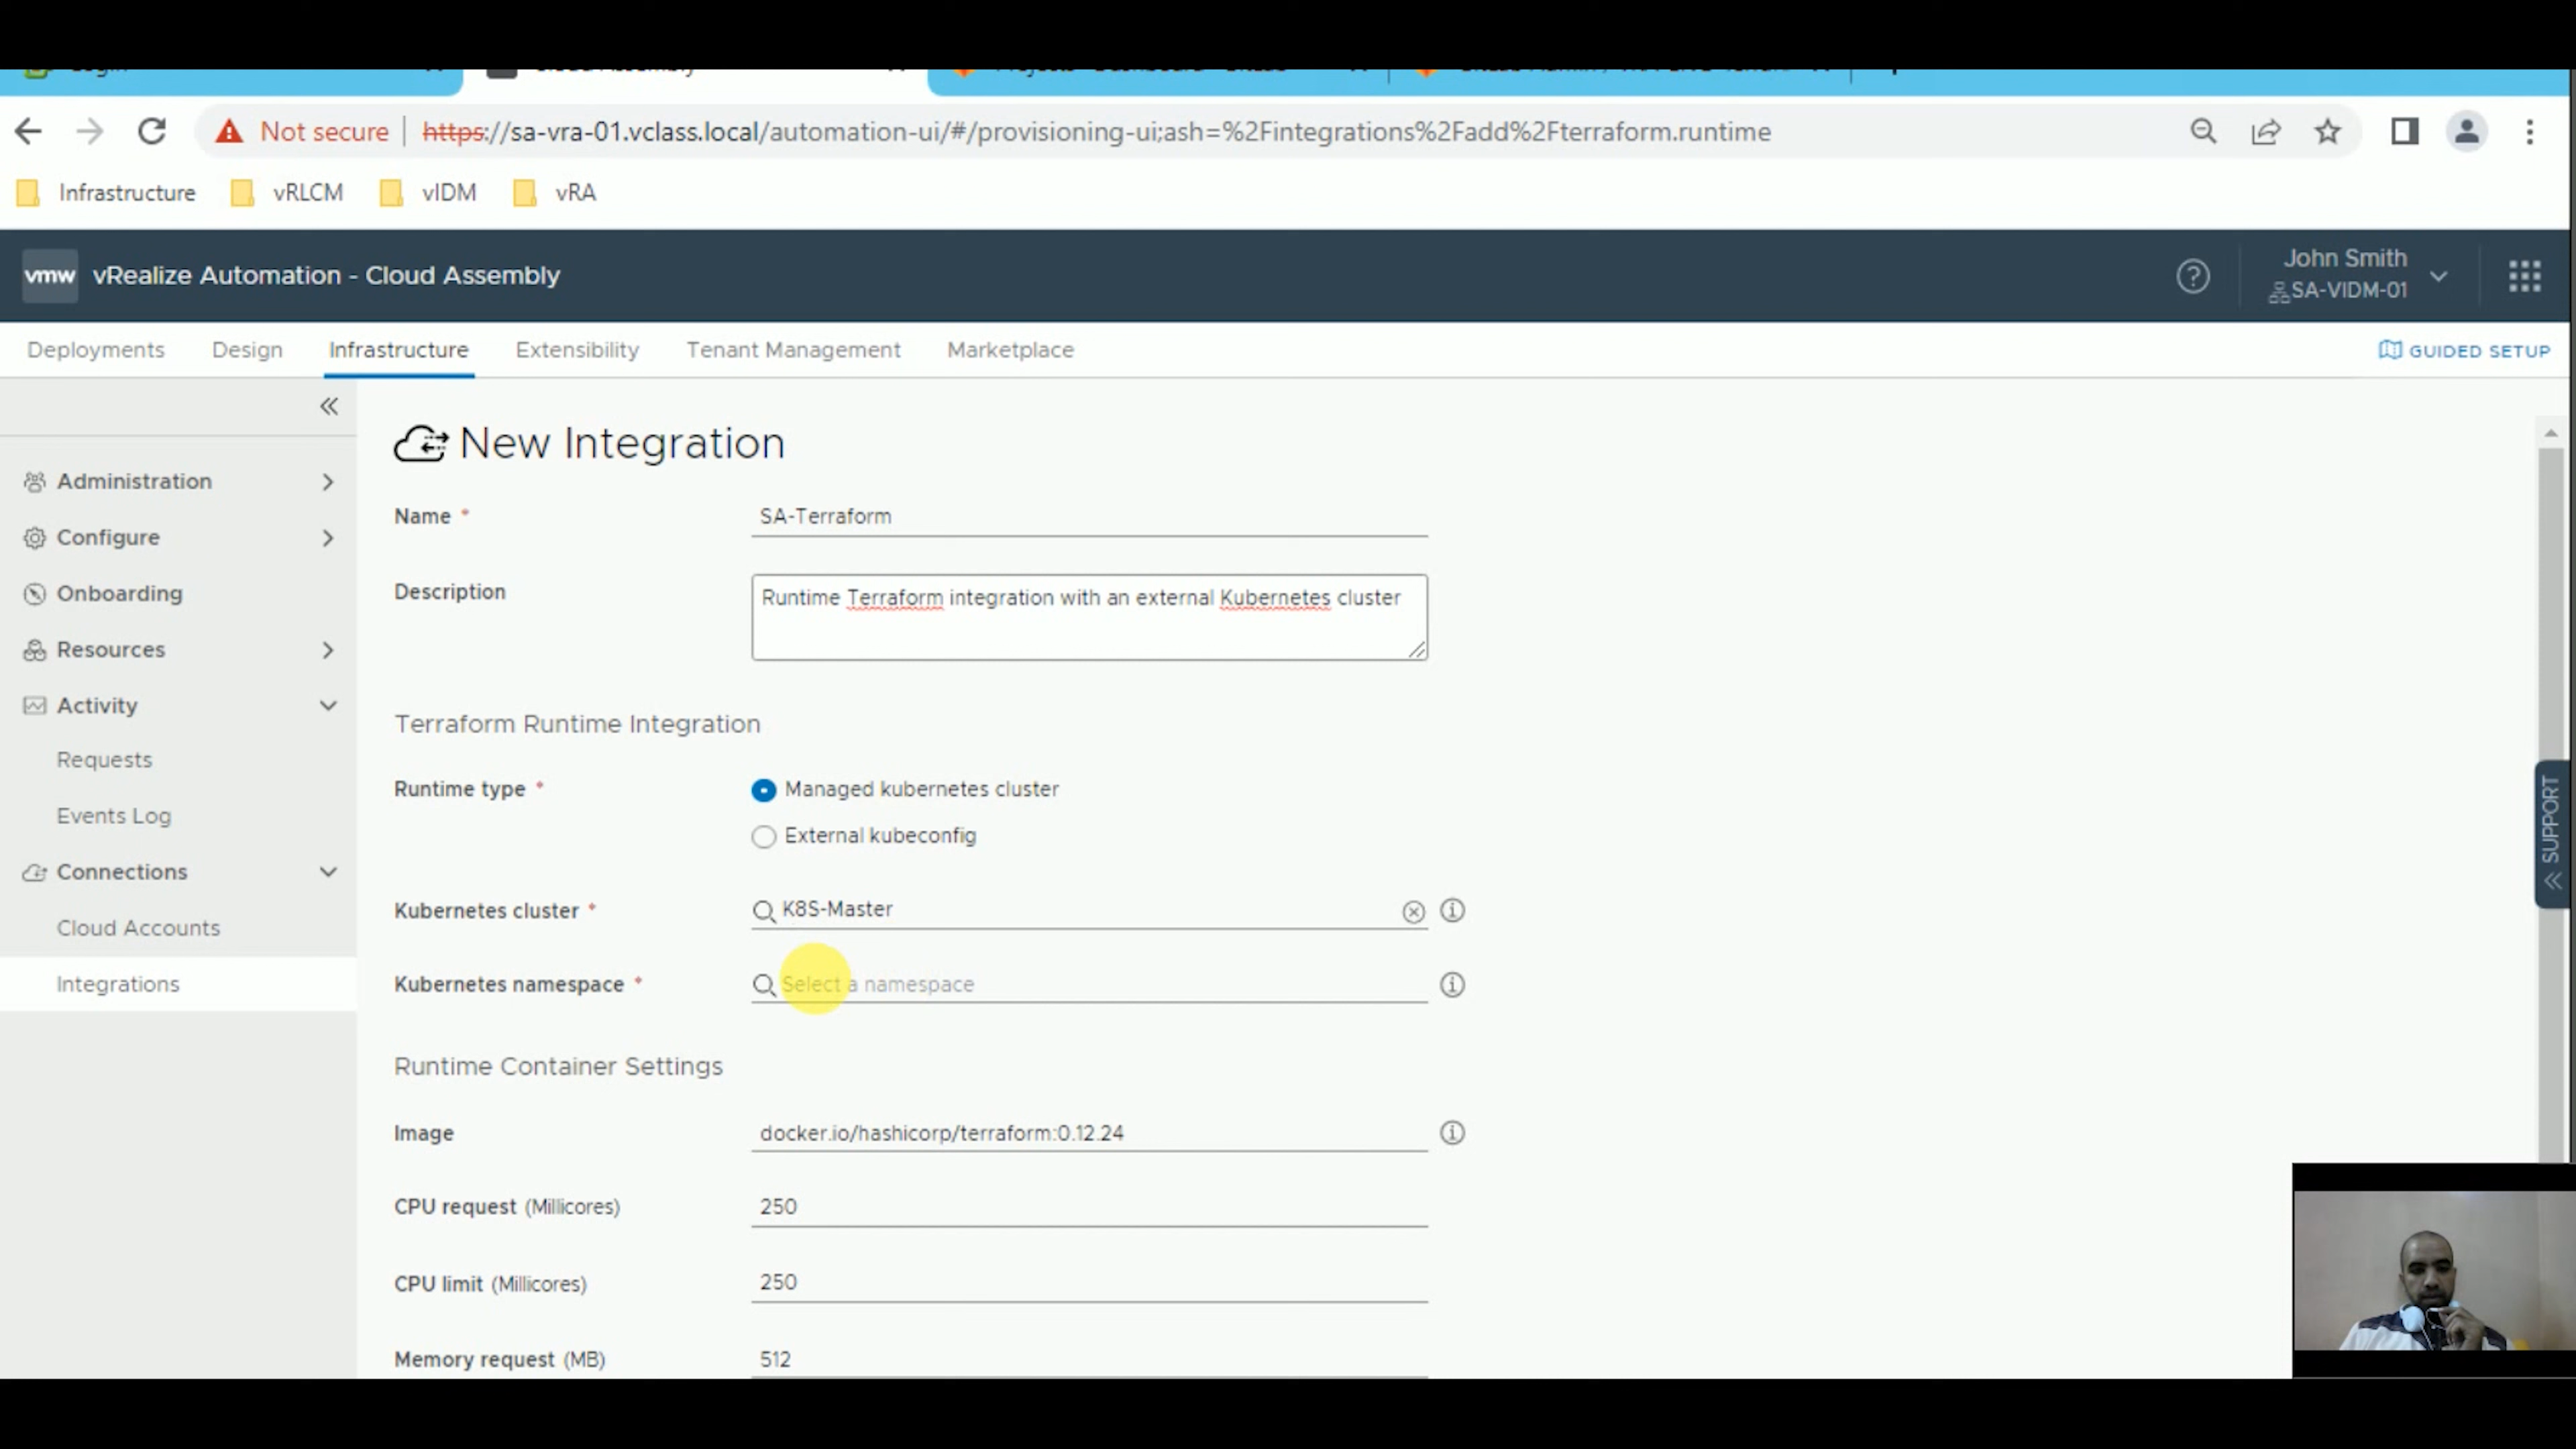 Not secure
https://sa-vra-01.vclass.local/automation-ui/#/provisioning-ui;ash=%2Fintegrations%2Fadd%2Fterraform.runtime
Infrastructure
vRLCM
vIDM
vRA
vmw
vRealize Automation - Cloud Assembly
John Smith
SA-VIDM-01
Deployments
Design
Infrastructure
Extensibility
Tenant Management
Marketplace
GUIDED SETUP
Administration
Configure
Onboarding
Resources
Activity
Requests
Events Log
Connections
Cloud Accounts
Integrations
New Integration
Name *
SA-Terraform
Description
Runtime Terraform integration with an external Kubernetes cluster
Terraform Runtime Integration
Runtime type *
Managed kubernetes cluster
External kubeconfig
Kubernetes cluster *
K8S-Master
Kubernetes namespace *
Select a namespace
Runtime Container Settings
Image
docker.io/hashicorp/terraform:0.12.24
CPU request (Millicores)
250
CPU limit (Millicores)
250
Memory request (MB)
512
SUPPORT